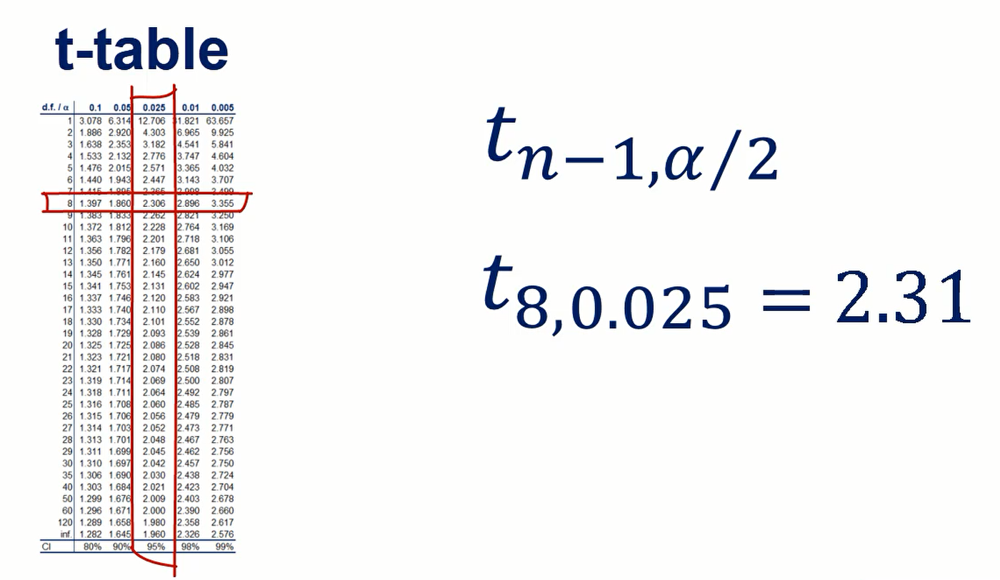 t-table
d.f. / α 0.1 0.05 0.025 0.01 0.005
1 3.078 6.314 12.706 31.821 63.657
2 1.886 2.920 4.303 6.965 9.925
3 1.638 2.353 3.182 4.541 5.841
4 1.533 2.132 2.776 3.747 4.604
5 1.476 2.015 2.571 3.365 4.032
6 1.440 1.943 2.447 3.143 3.707
7 1.415 1.895 2.365 2.998 3.499
8 1.397 1.860 2.306 2.896 3.355
9 1.383 1.833 2.262 2.821 3.250
10 1.372 1.812 2.228 2.764 3.169
11 1.363 1.796 2.201 2.718 3.106
12 1.356 1.782 2.179 2.681 3.055
13 1.350 1.771 2.160 2.650 3.012
14 1.345 1.761 2.145 2.624 2.977
15 1.341 1.753 2.131 2.602 2.947
16 1.337 1.746 2.120 2.583 2.921
17 1.333 1.740 2.110 2.567 2.898
18 1.330 1.734 2.101 2.552 2.878
19 1.328 1.729 2.093 2.539 2.861
20 1.325 1.725 2.086 2.528 2.845
21 1.323 1.721 2.080 2.518 2.831
22 1.321 1.717 2.074 2.508 2.819
23 1.319 1.714 2.069 2.500 2.807
24 1.318 1.711 2.064 2.492 2.797
25 1.316 1.708 2.060 2.485 2.787
26 1.315 1.706 2.056 2.479 2.779
27 1.314 1.703 2.052 2.473 2.771
28 1.313 1.701 2.048 2.467 2.763
29 1.311 1.699 2.045 2.462 2.756
30 1.310 1.697 2.042 2.457 2.750
35 1.306 1.690 2.030 2.438 2.724
40 1.303 1.684 2.021 2.423 2.704
50 1.299 1.676 2.009 2.403 2.678
60 1.296 1.671 2.000 2.390 2.660
120 1.289 1.658 1.980 2.358 2.617
inf. 1.282 1.645 1.960 2.326 2.576
CI 80% 90% 95% 98% 99%
t n−1,α/2
t 8,0.025 = 2.31